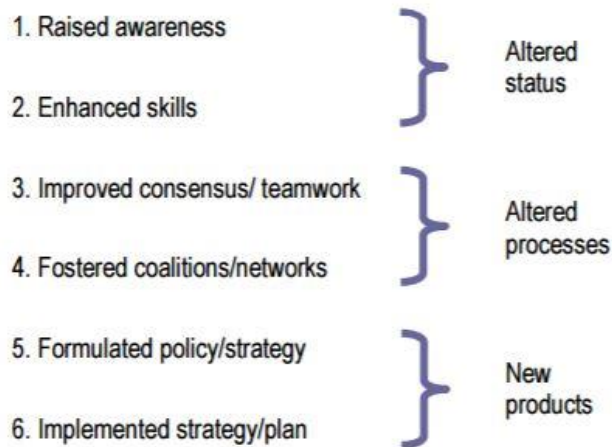 1. Raised awareness
Altered
status
2. Enhanced skills
3. Improved consensus/ teamwork
Altered
processes
4. Fostered coalitions/networks
5. Formulated policy/strategy
New
products
6. Implemented strategy/plan